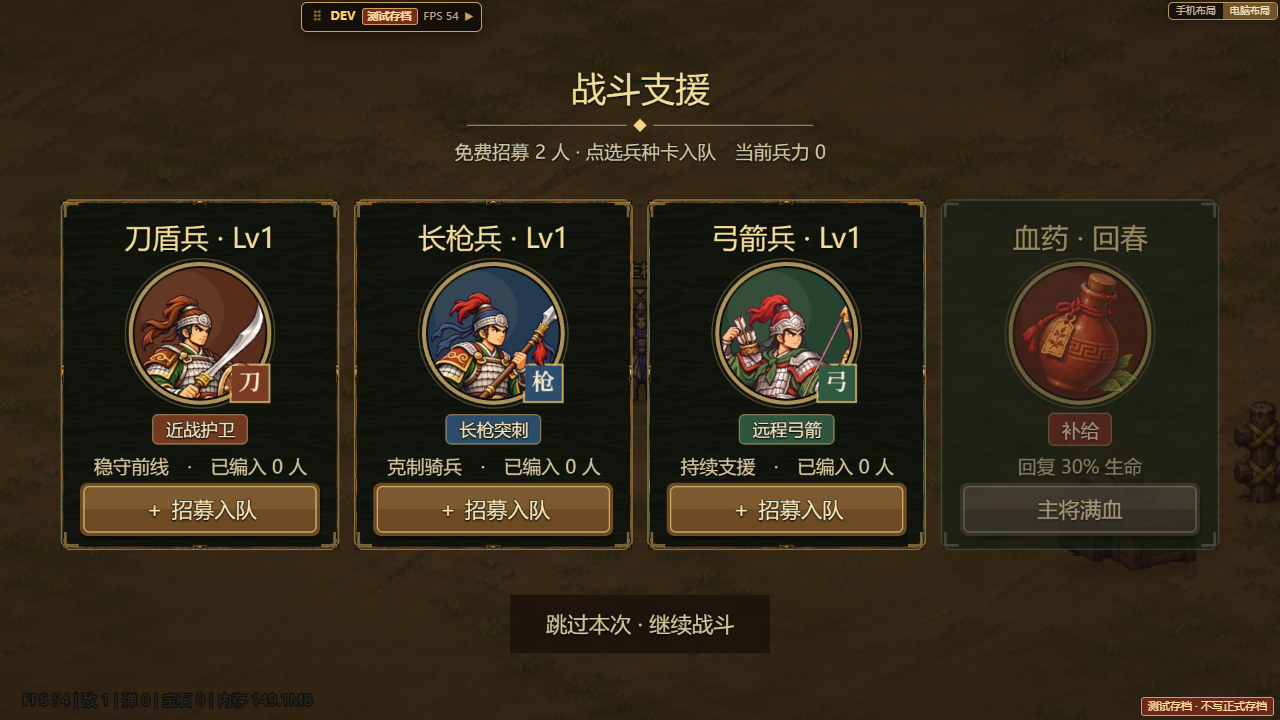 DEV 测试存档 FPS 54 ▶
手机布局 电脑布局
战斗支援
免费招募 2 人 · 点选兵种卡入队 当前兵力 0
刀盾兵 · Lv1
刀
近战护卫
稳守前线 · 已编入 0 人
+ 招募入队
长枪兵 · Lv1
枪
长枪突刺
克制骑兵 · 已编入 0 人
+ 招募入队
弓箭兵 · Lv1
弓
远程弓箭
持续支援 · 已编入 0 人
+ 招募入队
血药 · 回春
补给
回复 30% 生命
主将满血
跳过本次 · 继续战斗
FPS 54 | 敌 1 | 弹 0 | 宝石 0 | 内存 149.1MB
测试存档 · 不写正式存档